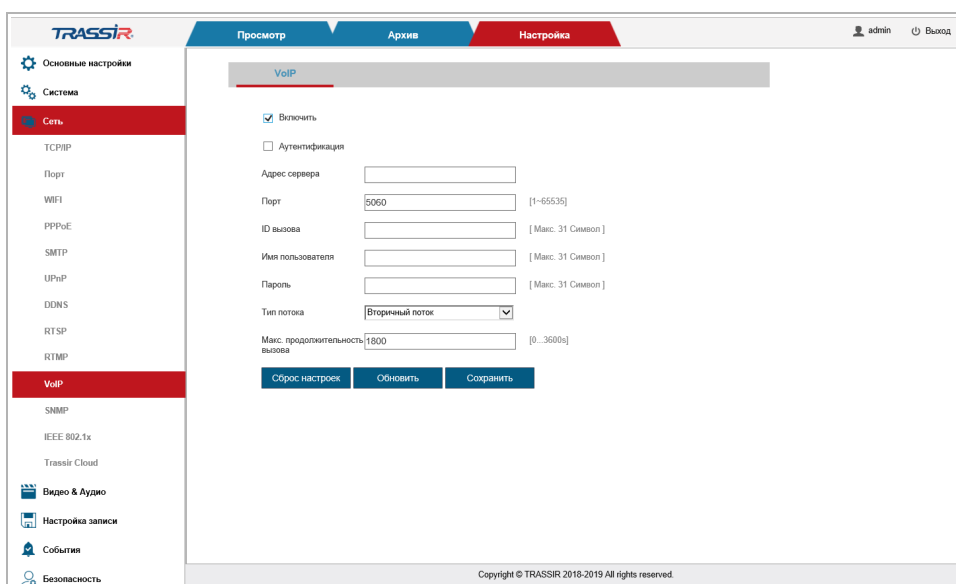 TRASSIR
Просмотр
Архив
Настройка
admin
Выход
Основные настройки
Система
Сеть
TCP/IP
Порт
WIFI
PPPoE
SMTP
UPnP
DDNS
RTSP
RTMP
VoIP
SNMP
IEEE 802.1x
Trassir Cloud
Видео & Аудио
Настройка записи
События
Безопасность
VoIP
Включить
Аутентификация
Адрес сервера
Порт 5060 [1~65535]
ID вызова [ Макс. 31 Символ ]
Имя пользователя [ Макс. 31 Символ ]
Пароль [ Макс. 31 Символ ]
Тип потока Вторичный поток
Макс. продолжительность 1800 [0...3600s]
вызова
Сброс настроек Обновить Сохранить
Copyright © TRASSIR 2018-2019 All rights reserved.